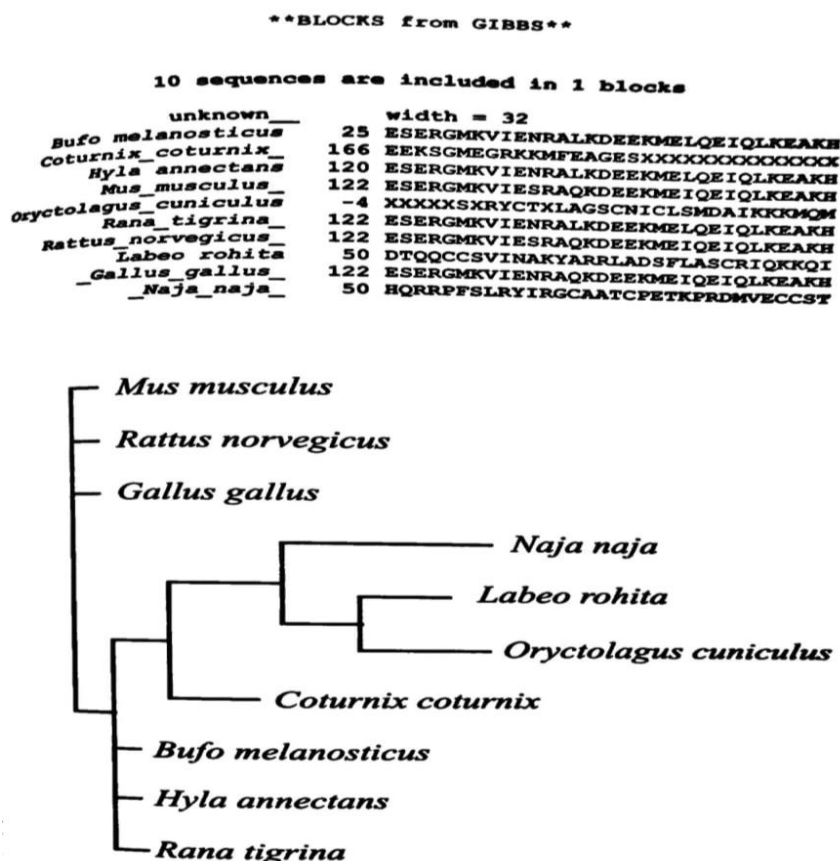 **BLOCKS from GIBBS**
10 sequences are included in 1 blocks
unknown__ width = 32
Bufo melanosticus 25 ESERGMKVIENRALKDEEKMELQEIQLKEAKH
Coturnix_coturnix_ 166 EEKSGMEGRKKMFEAGESXXXXXXXXXXXXXX
Hyla annectans 120 ESERGMKVIENRALKDEEKMELQEIQLKEAKH
Mus_musculus_ 122 ESERGMKVIESRAQKDEEKMEIQEIQLKEAKH
Oryctolagus_cuniculus -4 XXXXXSXRYCTXLAGSCNICLSMDAIKKKMQM
Rana_tigrina_ 122 ESERGMKVIENRALKDEEKMELQEIQLKEAKH
Rattus_norvegicus_ 122 ESERGMKVIESRAQKDEEKMEIQEIQLKEAKH
Labeo rohita 50 DTQQCCSVINAKYARRLADSFLASCRIQKKQI
_Gallus_gallus_ 122 ESERGMKVIENRAQKDEEKMEIQEIQLKEAKH
_Naja_naja_ 50 HQRRPFSLRYIRGCAATCPETKPRDMVECCST
Mus musculus
Rattus norvegicus
Gallus gallus
Naja naja
Labeo rohita
Oryctolagus cuniculus
Coturnix coturnix
Bufo melanosticus
Hyla annectans
Rana tigrina